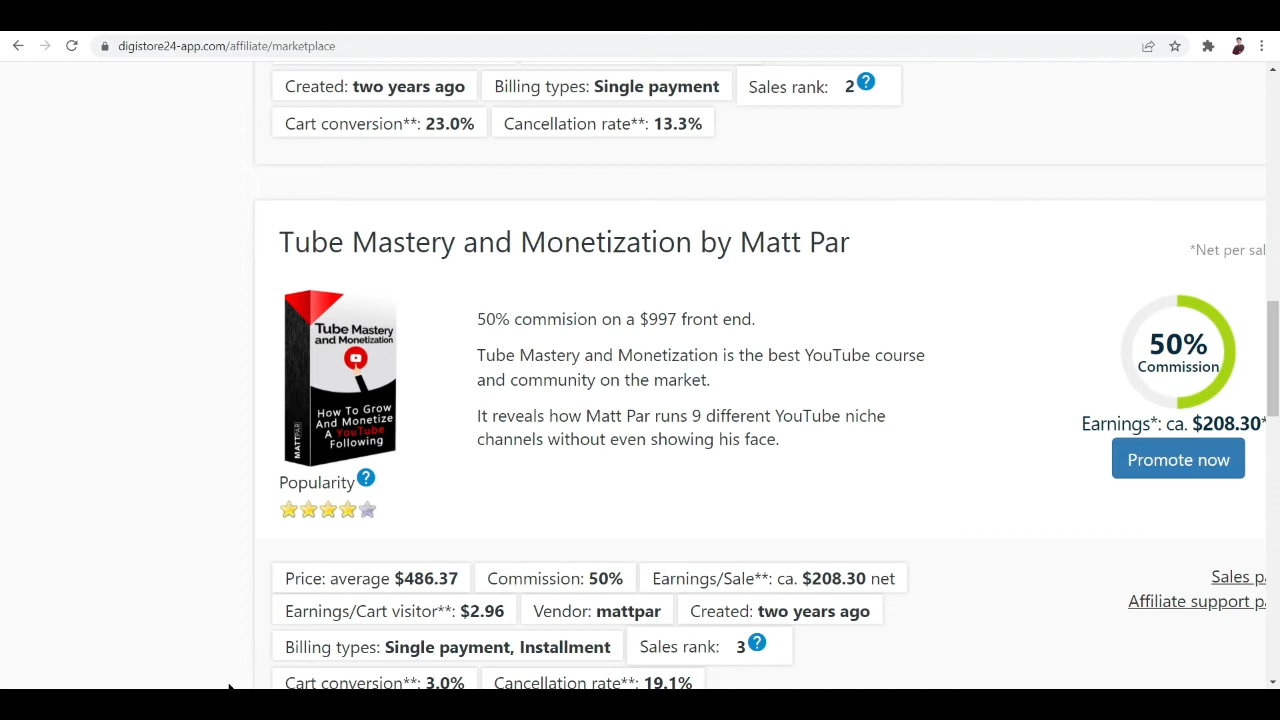 digistore24-app.com/affiliate/marketplace
Created: two years ago
Billing types: Single payment
Sales rank: 2
Cart conversion**: 23.0%
Cancellation rate**: 13.3%
Tube Mastery and Monetization by Matt Par
*Net per sal
Tube Mastery
and Monetization
How To Grow
And Monetize
A YouTube
Following
MATT PAR
50% commision on a $997 front end.
Tube Mastery and Monetization is the best YouTube course
and community on the market.
It reveals how Matt Par runs 9 different YouTube niche
channels without even showing his face.
50%
Commission
Earnings*: ca. $208.30*
Promote now
Popularity
Price: average $486.37
Commission: 50%
Earnings/Sale**: ca. $208.30 net
Sales pa
Earnings/Cart visitor**: $2.96
Vendor: mattpar
Created: two years ago
Affiliate support pa
Billing types: Single payment, Installment
Sales rank: 3
Cart conversion**: 3.0%
Cancellation rate**: 19.1%